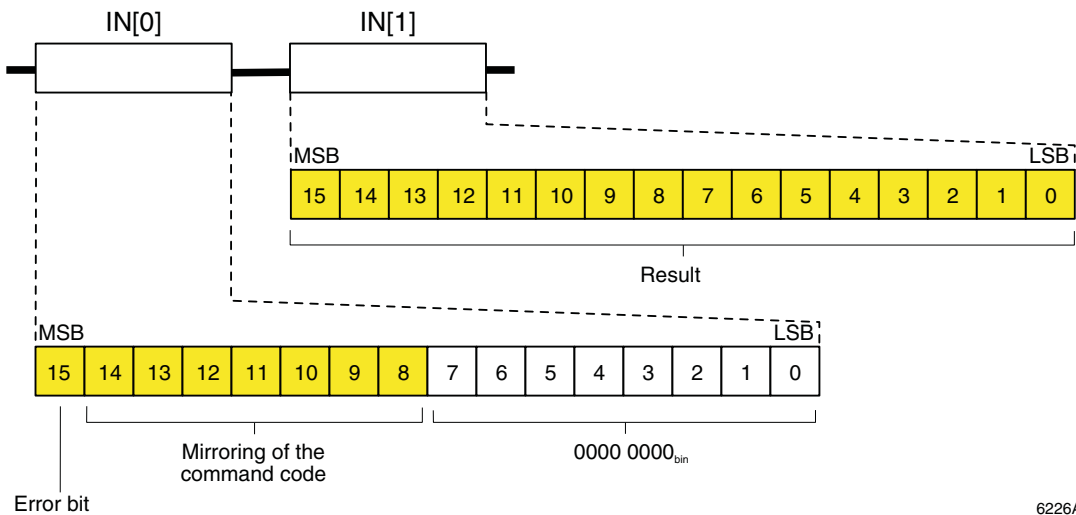 IN[0] IN[1]
MSB LSB
15 14 13 12 11 10 9 8 7 6 5 4 3 2 1 0
Result
MSB LSB
15 14 13 12 11 10 9 8 7 6 5 4 3 2 1 0
Mirroring of the
command code
0000 0000bin
Error bit
6226A